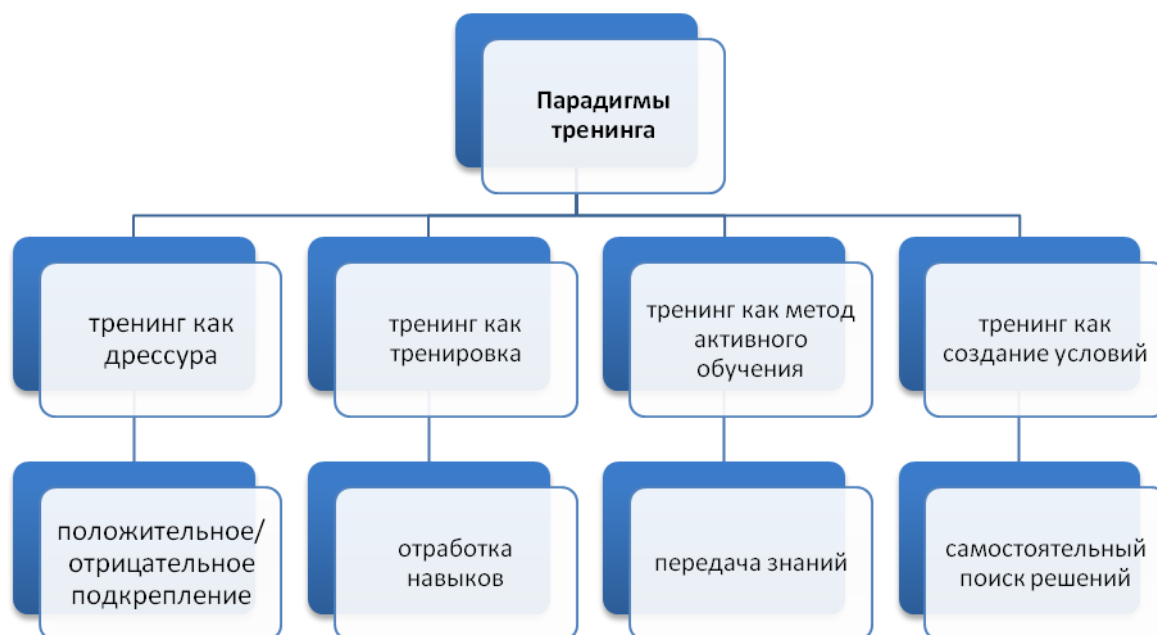 Парадигмы
тренинга
тренинг как
дрессура
тренинг как
тренировка
тренинг как метод
активного
обучения
тренинг как
создание условий
положительное/
отрицательное
подкрепление
отработка
навыков
передача знаний
самостоятельный
поиск решений